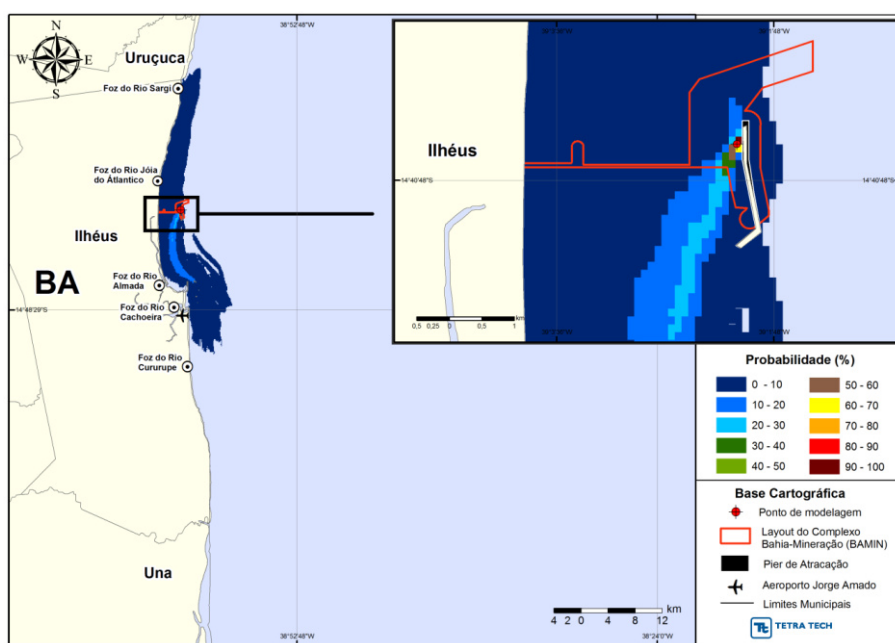 N
W
E
S
Uruçuca
Foz do Rio Sargi
Foz do Rio Jóia
do Atlântico
Ilhéus
BA
Foz do Rio
Almada
Foz do Rio
Cachoeira
Foz do Rio
Cururupe
Una
14°48'29"S
38°52'48"W
38°52'48"W
38°24'0"W
4 2 0 4 8 12
km
Ilhéus
14°40'48"S
14°40'48"S
0,5 0,25 0 0,5 1
km
Probabilidade (%)
0 - 10
10 - 20
20 - 30
30 - 40
40 - 50
50 - 60
60 - 70
70 - 80
80 - 90
90 - 100
Base Cartográfica
Ponto de modelagem
Layout do Complexo
Bahia-Mineração (BAMIN)
Pier de Atracação
Aeroporto Jorge Amado
Limites Municipais
Tt
TETRA TECH